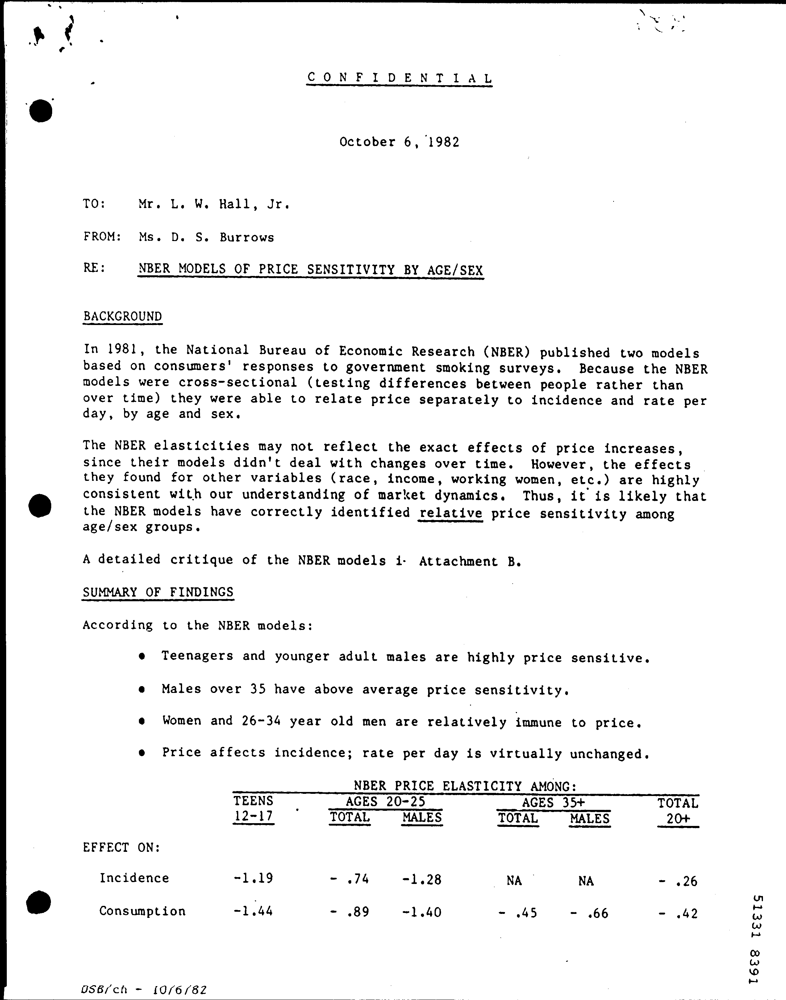 C O N F I D E N T I A L
October 6, 1982
TO: Mr. L. W. Hall, Jr.
FROM: Ms. D. S. Burrows
RE: NBER MODELS OF PRICE SENSITIVITY BY AGE/SEX
BACKGROUND
In 1981, the National Bureau of Economic Research (NBER) published two models
based on consumers' responses to government smoking surveys. Because the NBER
models were cross-sectional (testing differences between people rather than
over time) they were able to relate price separately to incidence and rate per
day, by age and sex.
The NBER elasticities may not reflect the exact effects of price increases,
since their models didn't deal with changes over time. However, the effects
they found for other variables (race, income, working women, etc.) are highly
consistent with our understanding of market dynamics. Thus, it is likely that
the NBER models have correctly identified relative price sensitivity among
age/sex groups.
A detailed critique of the NBER models i- Attachment B.
SUMMARY OF FINDINGS
According to the NBER models:
• Teenagers and younger adult males are highly price sensitive.
• Males over 35 have above average price sensitivity.
• Women and 26-34 year old men are relatively immune to price.
• Price affects incidence; rate per day is virtually unchanged.
NBER PRICE ELASTICITY AMONG:
TEENS AGES 20-25 AGES 35+ TOTAL
12-17 TOTAL MALES TOTAL MALES 20+
EFFECT ON:
Incidence -1.19 - .74 -1.28 NA NA - .26
Consumption -1.44 - .89 -1.40 - .45 - .66 - .42
DSB/ch - 10/6/82
51331 8391